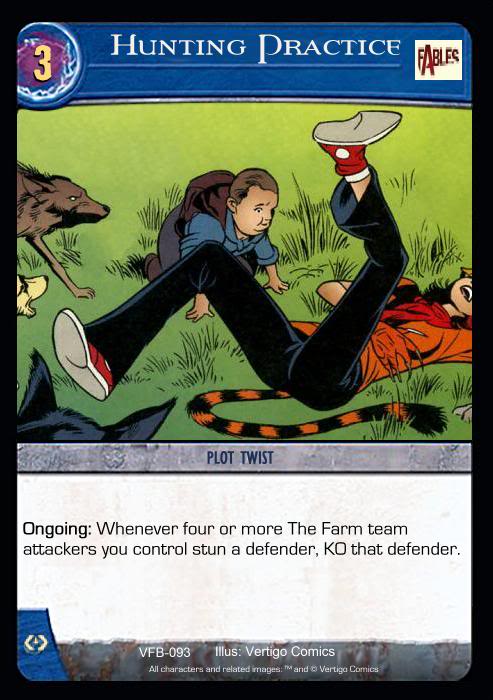 3
Hunting Practice
FABLES
PLOT TWIST
Ongoing: Whenever four or more The Farm team
attackers you control stun a defender, KO that defender.
VFB-093 Illus: Vertigo Comics
All characters and related images: ™ and © Vertigo Comics